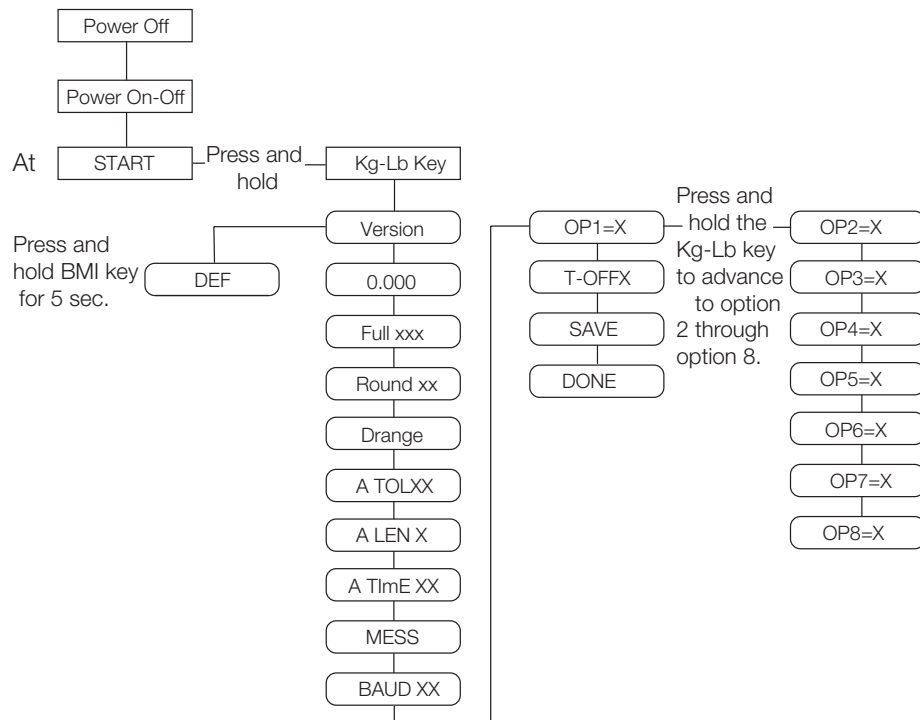 Power Off
Power On-Off
At
START
Press and
hold
Kg-Lb Key
Version
Press and
hold BMI key
for 5 sec.
DEF
0.000
Full xxx
Round xx
Drange
A TOLXX
A LEN X
A TImE XX
MESS
BAUD XX
OP1=X
T-OFFX
SAVE
DONE
Press and
hold the
Kg-Lb key
to advance
to option
2 through
option 8.
OP2=X
OP3=X
OP4=X
OP5=X
OP6=X
OP7=X
OP8=X